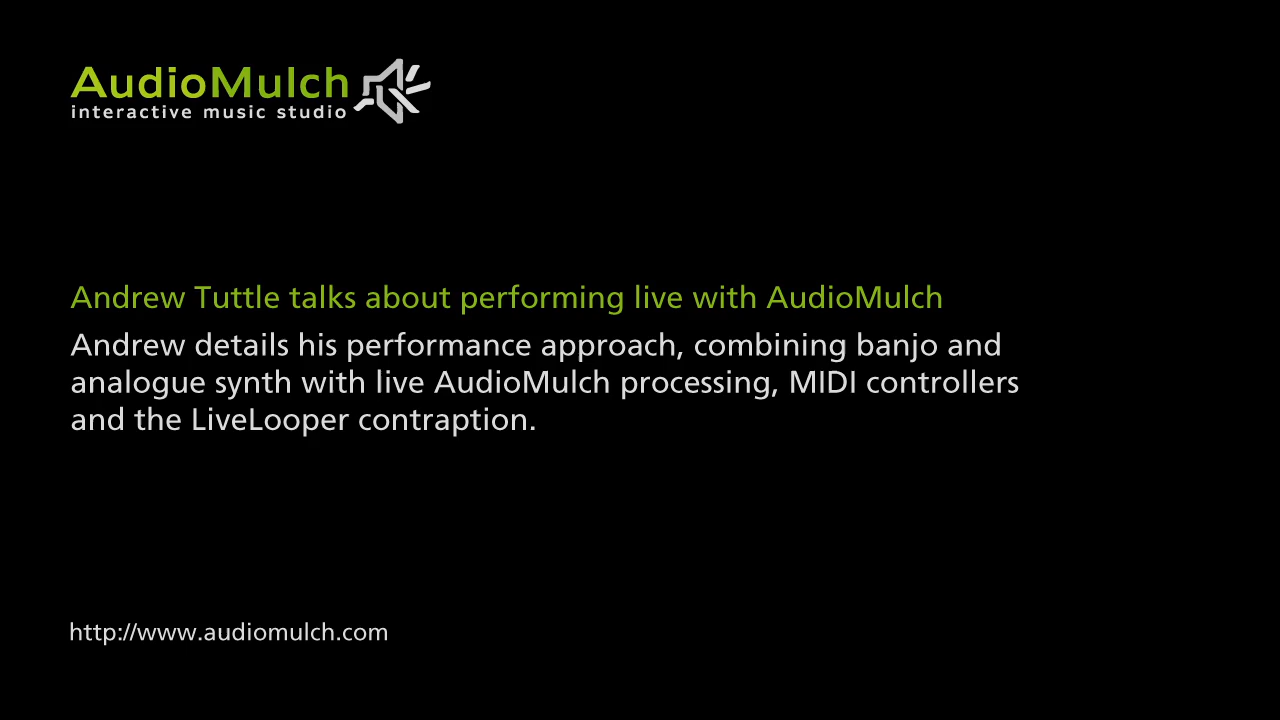 AudioMulch
interactive music studio
Andrew Tuttle talks about performing live with AudioMulch
Andrew details his performance approach, combining banjo and
analogue synth with live AudioMulch processing, MIDI controllers
and the LiveLooper contraption.
http://www.audiomulch.com